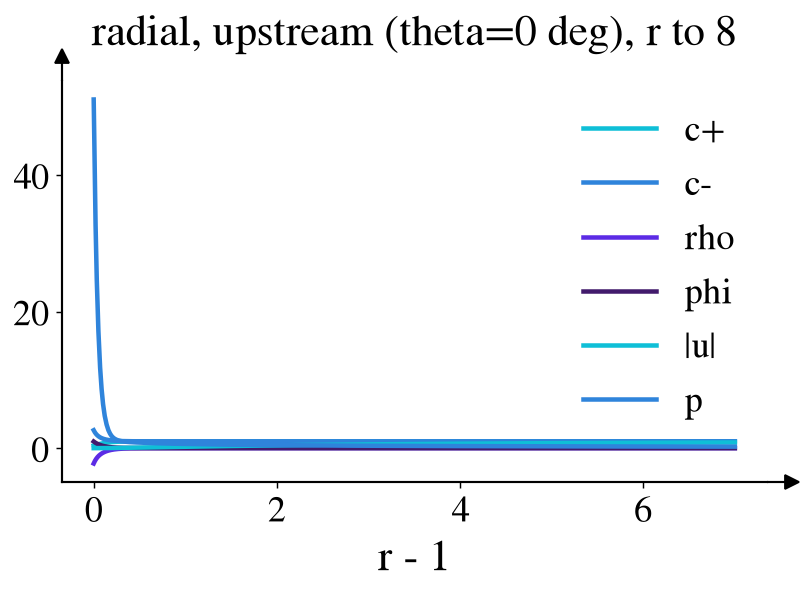 radial, upstream (theta=0 deg), r to 8
40
20
0
c+
c-
rho
phi
|u|
p
0 2 4 6
r - 1